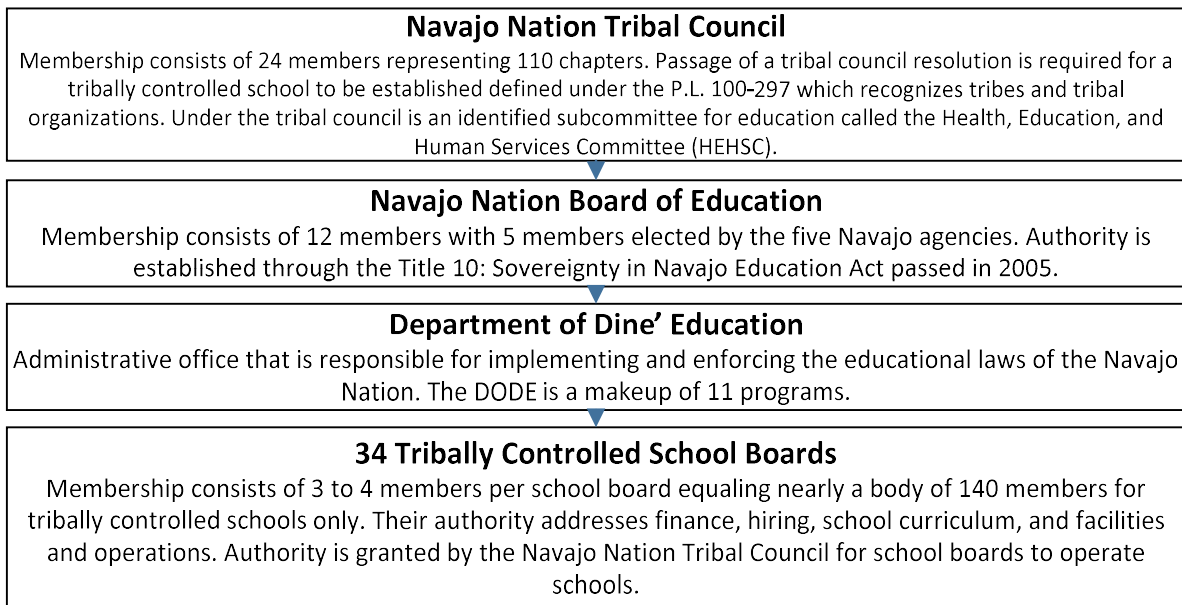 Navajo Nation Tribal Council
Membership consists of 24 members representing 110 chapters. Passage of a tribal council resolution is required for a
tribally controlled school to be established defined under the P.L. 100-297 which recognizes tribes and tribal
organizations. Under the tribal council is an identified subcommittee for education called the Health, Education, and
Human Services Committee (HEHSC).
Navajo Nation Board of Education
Membership consists of 12 members with 5 members elected by the five Navajo agencies. Authority is
established through the Title 10: Sovereignty in Navajo Education Act passed in 2005.
Department of Dine’ Education
Administrative office that is responsible for implementing and enforcing the educational laws of the Navajo
Nation. The DODE is a makeup of 11 programs.
34 Tribally Controlled School Boards
Membership consists of 3 to 4 members per school board equaling nearly a body of 140 members for
tribally controlled schools only. Their authority addresses finance, hiring, school curriculum, and facilities
and operations. Authority is granted by the Navajo Nation Tribal Council for school boards to operate
schools.